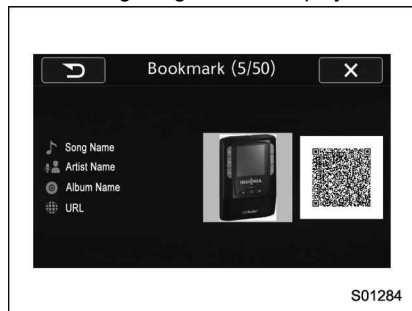 Bookmark (5/50)
Song Name
Artist Name
Album Name
URL
INSIGNIA
S01284